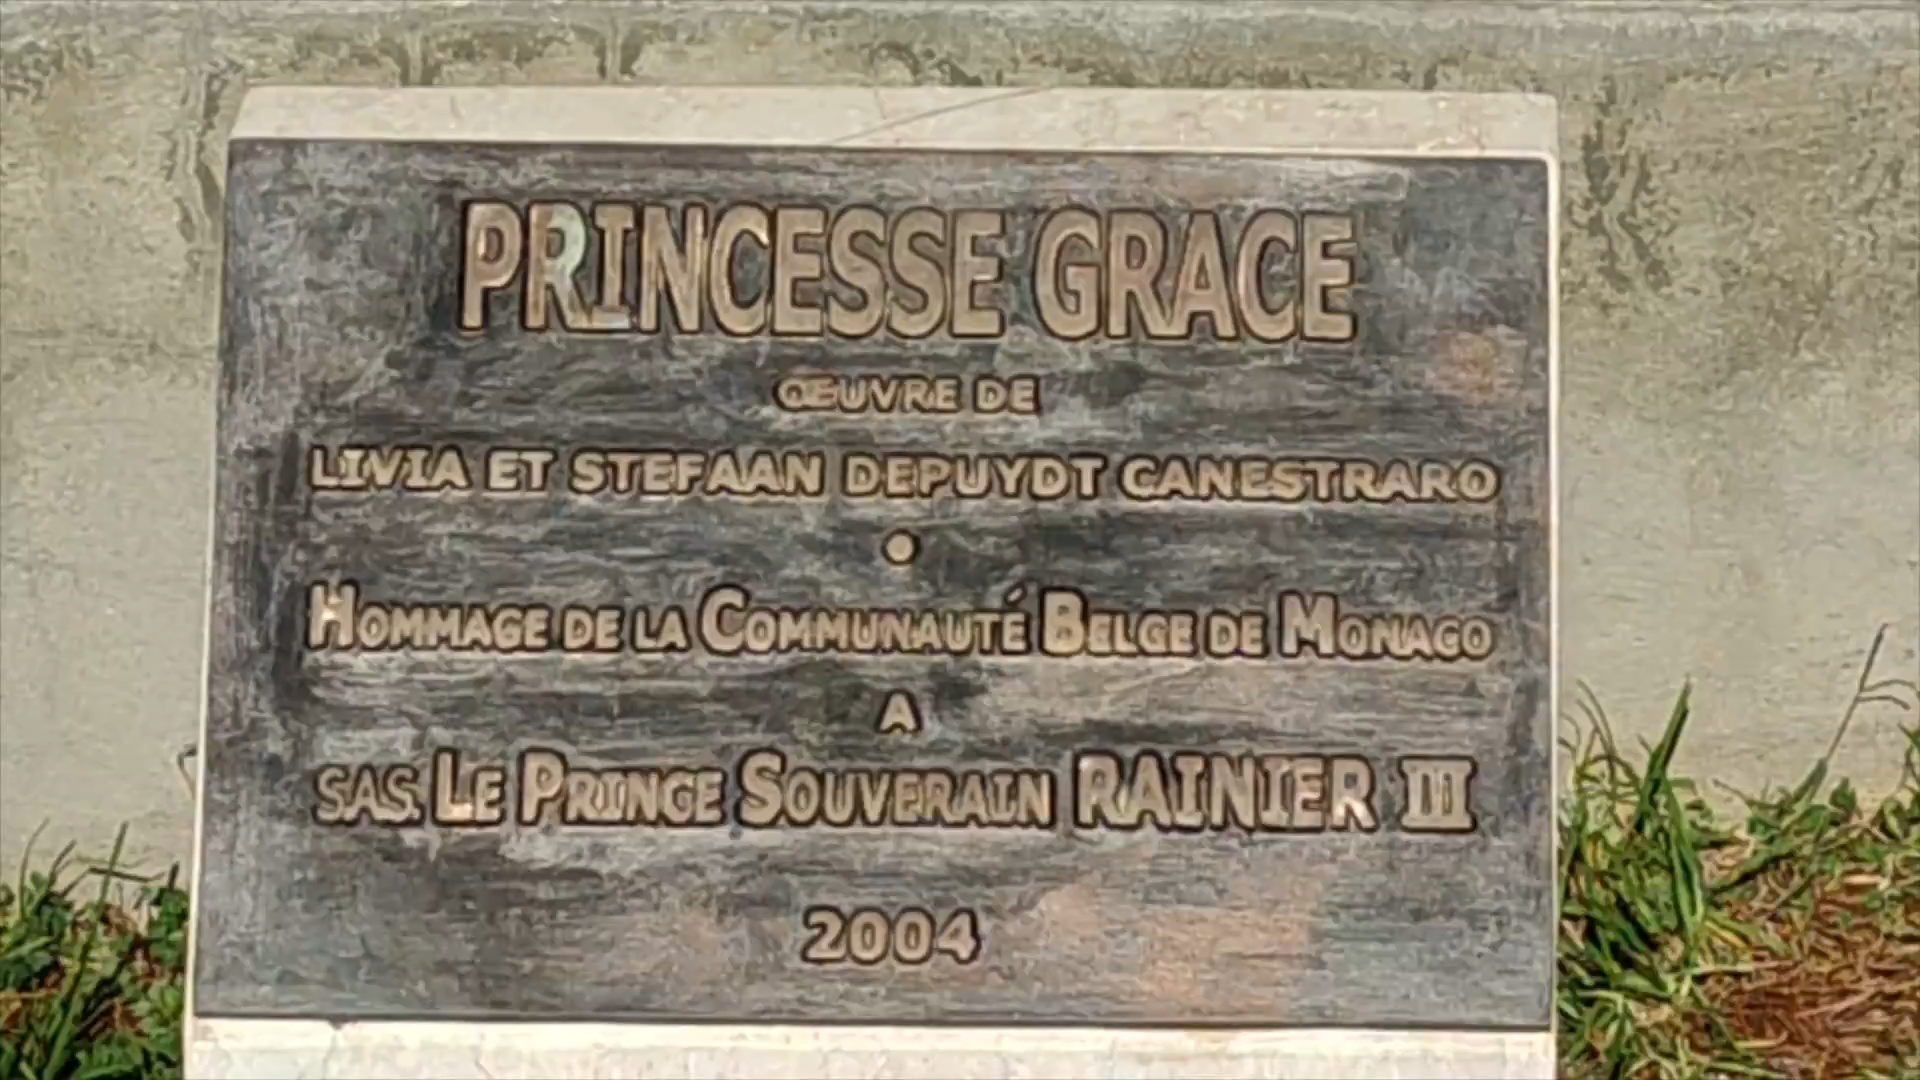 PRINCESSE GRACE
ŒUVRE DE
LIVIA ET STEFAAN DEPUYDT CANESTRARO
HOMMAGE DE LA COMMUNAUTÉ BELGE DE MONACO
A
SAS. LE PRINCE SOUVERAIN RAINIER III
2004